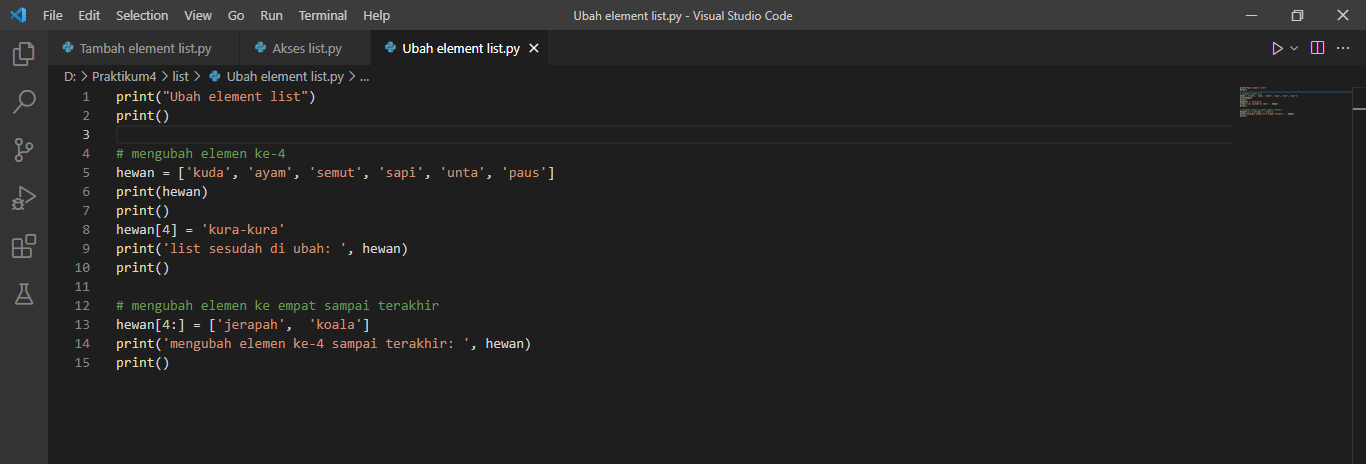 File Edit Selection View Go Run Terminal Help Ubah element list.py - Visual Studio Code
Tambah element list.py Akses list.py Ubah element list.py
D: > Praktikum4 > list > Ubah element list.py > ...
1 print("Ubah element list")
2 print()
3
4 # mengubah elemen ke-4
5 hewan = ['kuda', 'ayam', 'semut', 'sapi', 'unta', 'paus']
6 print(hewan)
7 print()
8 hewan[4] = 'kura-kura'
9 print('list sesudah di ubah: ', hewan)
10 print()
11
12 # mengubah elemen ke empat sampai terakhir
13 hewan[4:] = ['jerapah',  'koala']
14 print('mengubah elemen ke-4 sampai terakhir: ', hewan)
15 print()